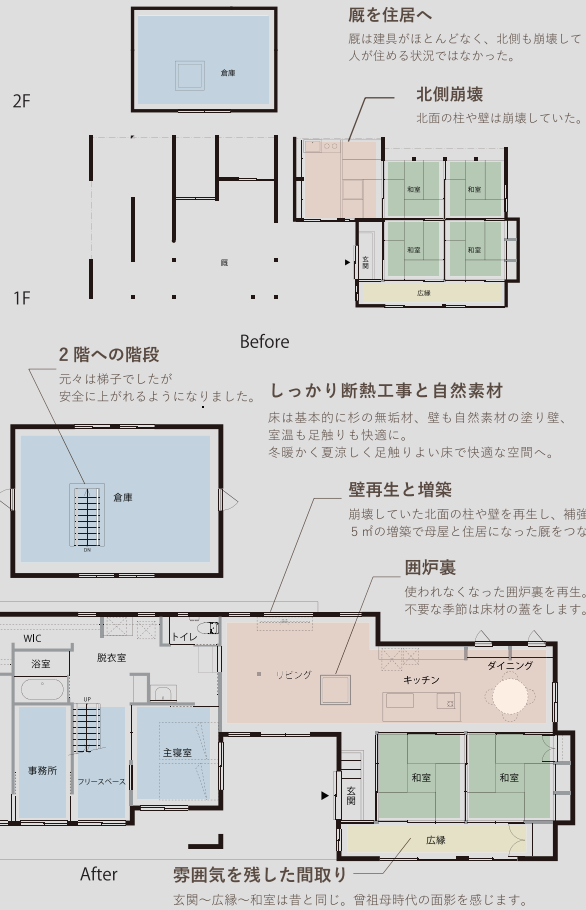 厩を住居へ
厩は建具がほとんどなく、北側も崩壊して
人が住める状況ではなかった。
倉庫
2F
北側崩壊
北面の柱や壁は崩壊していた。
和室
和室
和室
和室
厩
玄関
広縁
1F
Before
2階への階段
元々は梯子でしたが
安全に上がれるようになりました。
しっかり断熱工事と自然素材
床は基本的に杉の無垢材、壁も自然素材の塗り壁、
室温も足触りも快適に。
冬暖かく夏涼しく足触りよい床で快適な空間へ。
倉庫
DN
壁再生と増築
崩壊していた北面の柱や壁を再生し、補強
5㎡の増築で母屋と住居になった厩をつな
囲炉裏
使われなくなった囲炉裏を再生。
不要な季節は床材の蓋をします。
WIC
トイレ
浴室
脱衣室
リビング
キッチン
ダイニング
UP
事務所
フリースペース
主寝室
和室
和室
玄関
広縁
After
雰囲気を残した間取り
玄関〜広縁〜和室は昔と同じ。曾祖母時代の面影を感じます。